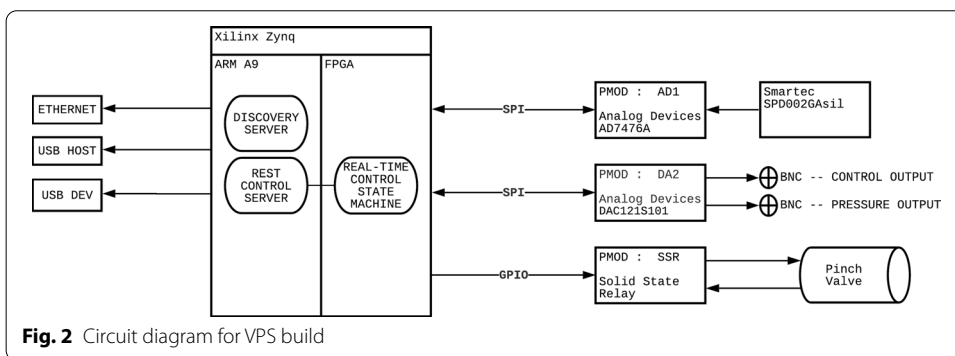 Xilinx Zynq
ARM A9
FPGA
ETHERNET
USB HOST
USB DEV
DISCOVERY
SERVER
REST
CONTROL
SERVER
REAL-TIME
CONTROL
STATE
MACHINE
SPI
SPI
GPIO
PMOD : AD1
Analog Devices
AD7476A
Smartec
SPD002GAsil
PMOD : DA2
Analog Devices
DAC121S101
BNC -- CONTROL OUTPUT
BNC -- PRESSURE OUTPUT
PMOD : SSR
Solid State
Relay
Pinch
Valve
Fig. 2 Circuit diagram for VPS build